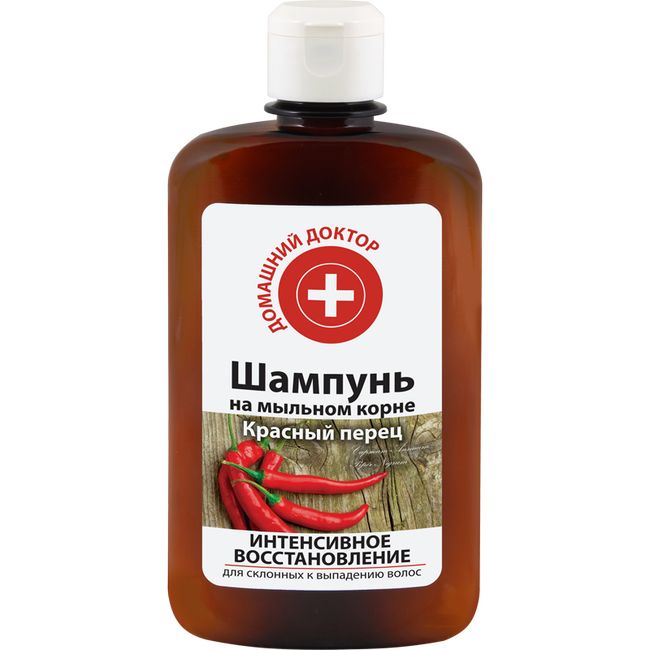 ДОМАШНИЙ ДОКТОР
Шампунь
на мыльном корне
Красный перец
ИНТЕНСИВНОЕ
ВОССТАНОВЛЕНИЕ
для склонных к выпадению волос